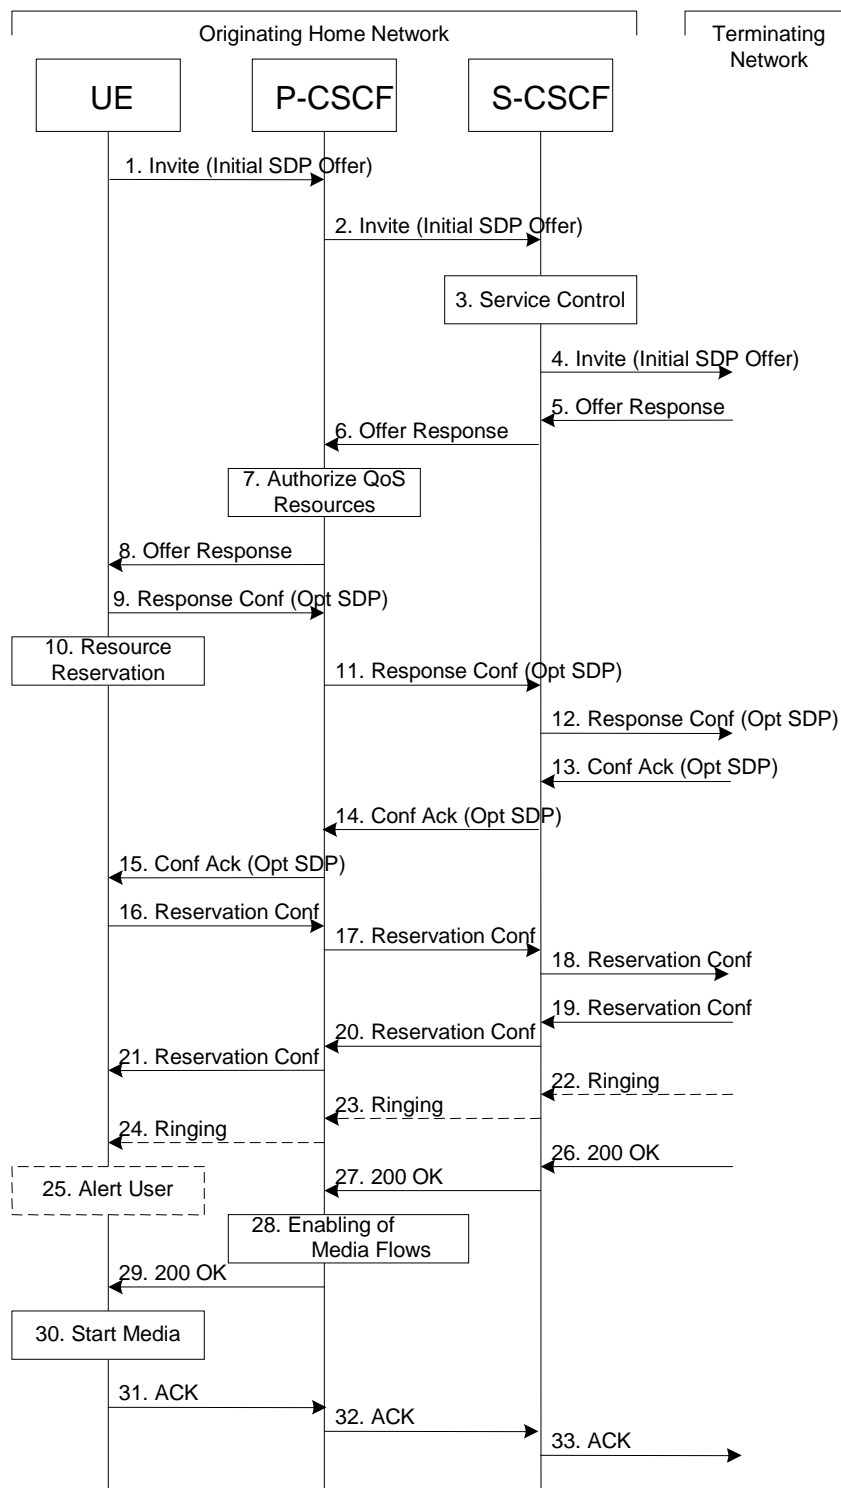 Originating Home Network
Terminating
Network
UE
P-CSCF
S-CSCF
1. Invite (Initial SDP Offer)
2. Invite (Initial SDP Offer)
3. Service Control
4. Invite (Initial SDP Offer)
5. Offer Response
6. Offer Response
7. Authorize QoS
Resources
8. Offer Response
9. Response Conf (Opt SDP)
10. Resource
Reservation
11. Response Conf (Opt SDP)
12. Response Conf (Opt SDP)
13. Conf Ack (Opt SDP)
14. Conf Ack (Opt SDP)
15. Conf Ack (Opt SDP)
16. Reservation Conf
17. Reservation Conf
18. Reservation Conf
19. Reservation Conf
20. Reservation Conf
21. Reservation Conf
22. Ringing
23. Ringing
24. Ringing
25. Alert User
26. 200 OK
27. 200 OK
28. Enabling of
Media Flows
29. 200 OK
30. Start Media
31. ACK
32. ACK
33. ACK